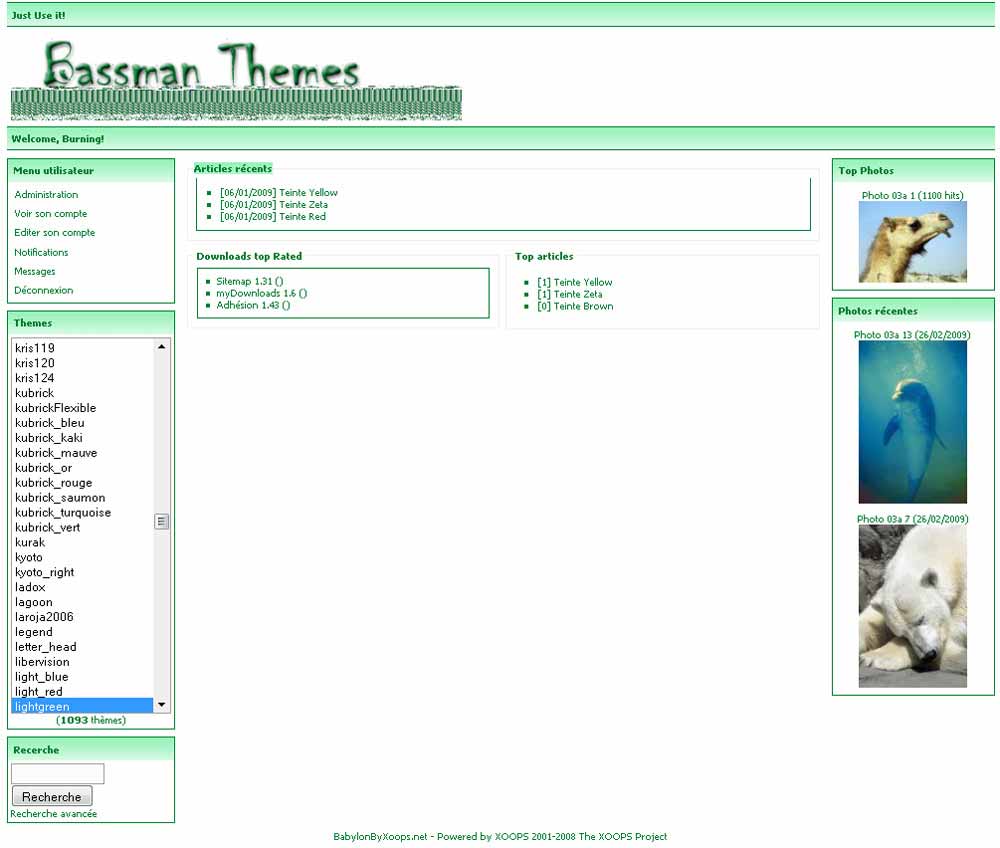 Just Use it!
Bassman Themes
Welcome, Burning!
Menu utilisateur
Administration
Voir son compte
Editer son compte
Notifications
Messages
Déconnexion
Themes
kris119
kris120
kris124
kubrick
kubrickFlexible
kubrick_bleu
kubrick_kaki
kubrick_mauve
kubrick_or
kubrick_rouge
kubrick_saumon
kubrick_turquoise
kubrick_vert
kurak
kyoto
kyoto_right
ladox
lagoon
laroja2006
legend
letter_head
libervision
light_blue
light_red
lightgreen
(1093 thèmes)
Recerche
Recherche
Recherche avancée
Articles récents
[06/01/2009] Teinte Yellow
[06/01/2009] Teinte Zeta
[06/01/2009] Teinte Red
Downloads top Rated
Sitemap 1.31 ()
myDownloads 1.6 ()
Adhésion 1.43 ()
Top articles
[1] Teinte Yellow
[1] Teinte Zeta
[0] Teinte Brown
Top Photos
Photo 03a 1 (1100 hits)
Photos récentes
Photo 03a 13 (26/02/2009)
Photo 03a 7 (26/02/2009)
BabylonByXoops.net - Powered by XOOPS 2001-2008 The XOOPS Project